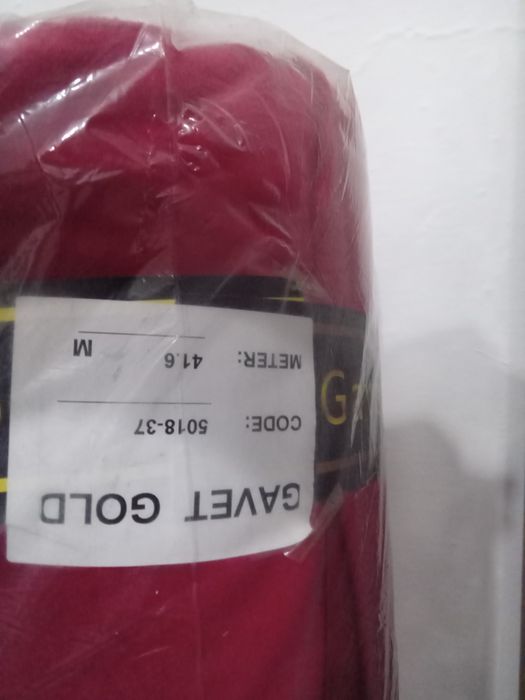 GAVET GOLD
CODE: 5018-37
METER: 41.6 M